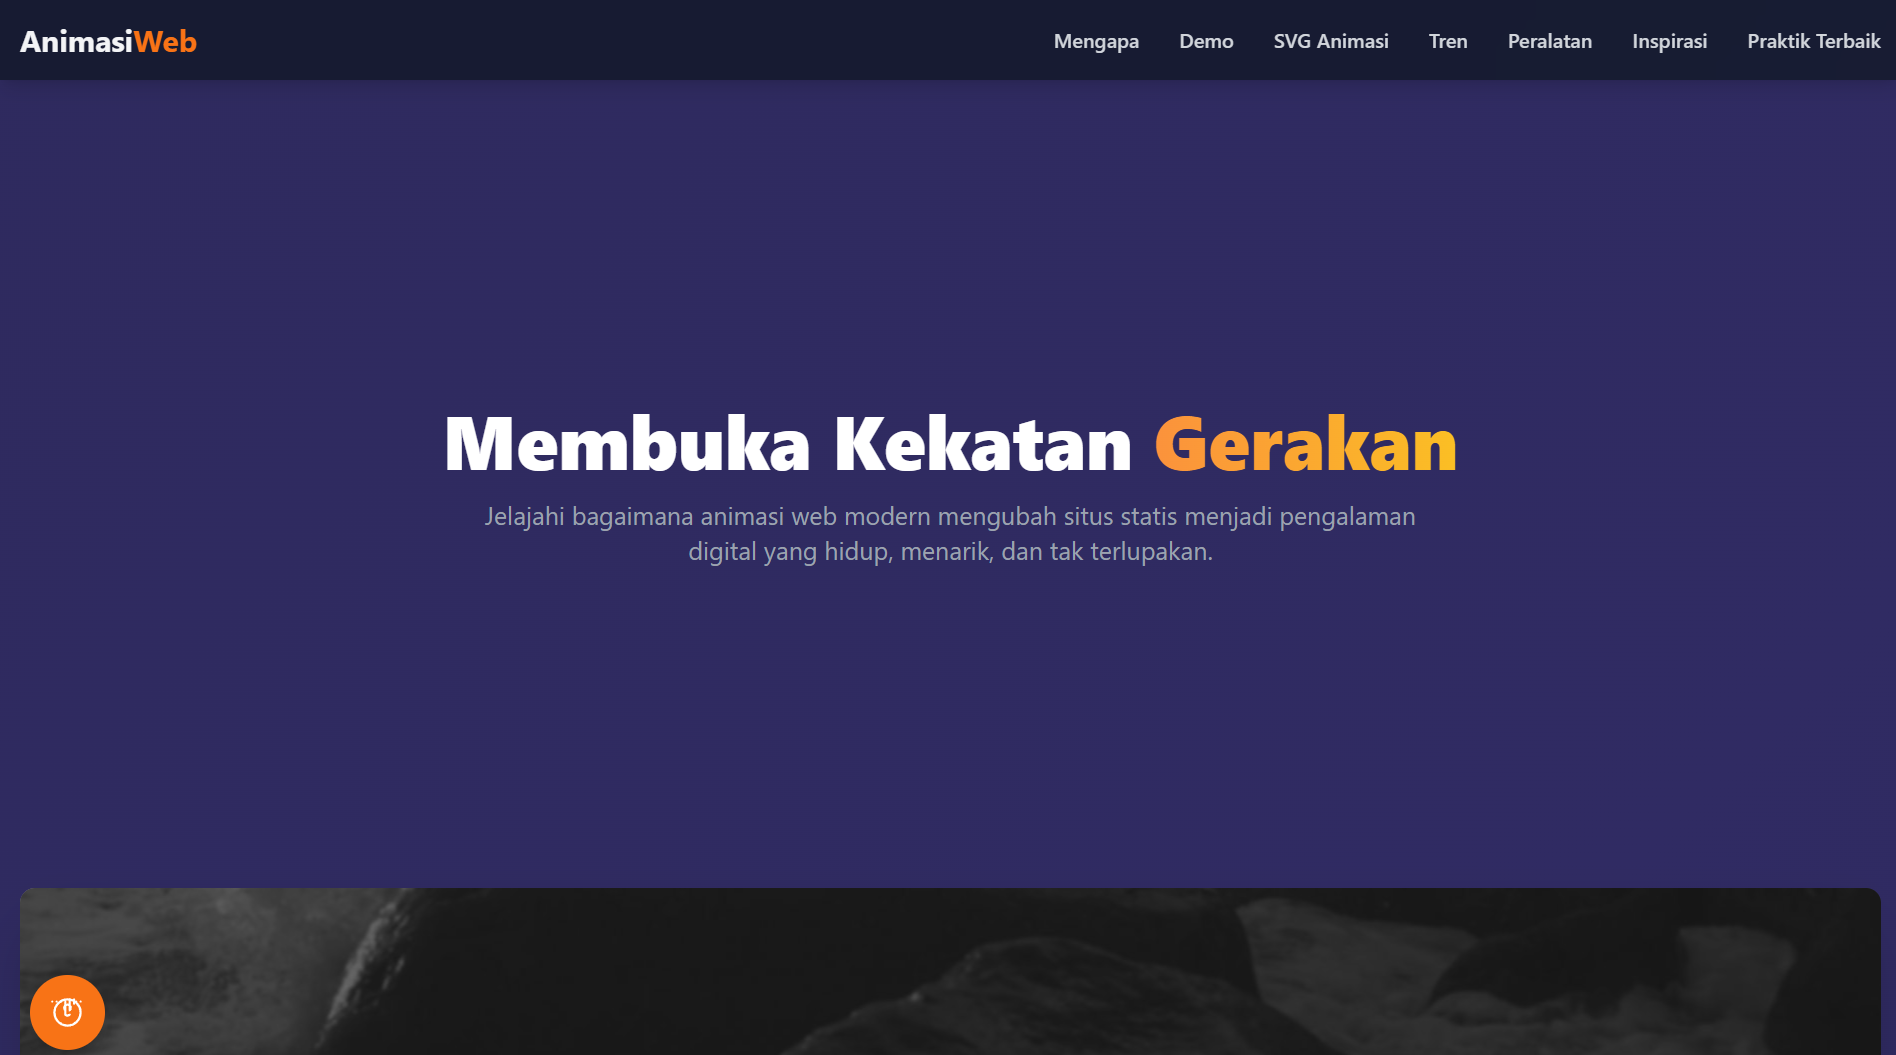 AnimasiWeb
Mengapa Demo SVG Animasi Tren Peralatan Inspirasi Praktik Terbaik
Membuka Kekatan Gerakan
Jelajahi bagaimana animasi web modern mengubah situs statis menjadi pengalaman
digital yang hidup, menarik, dan tak terlupakan.